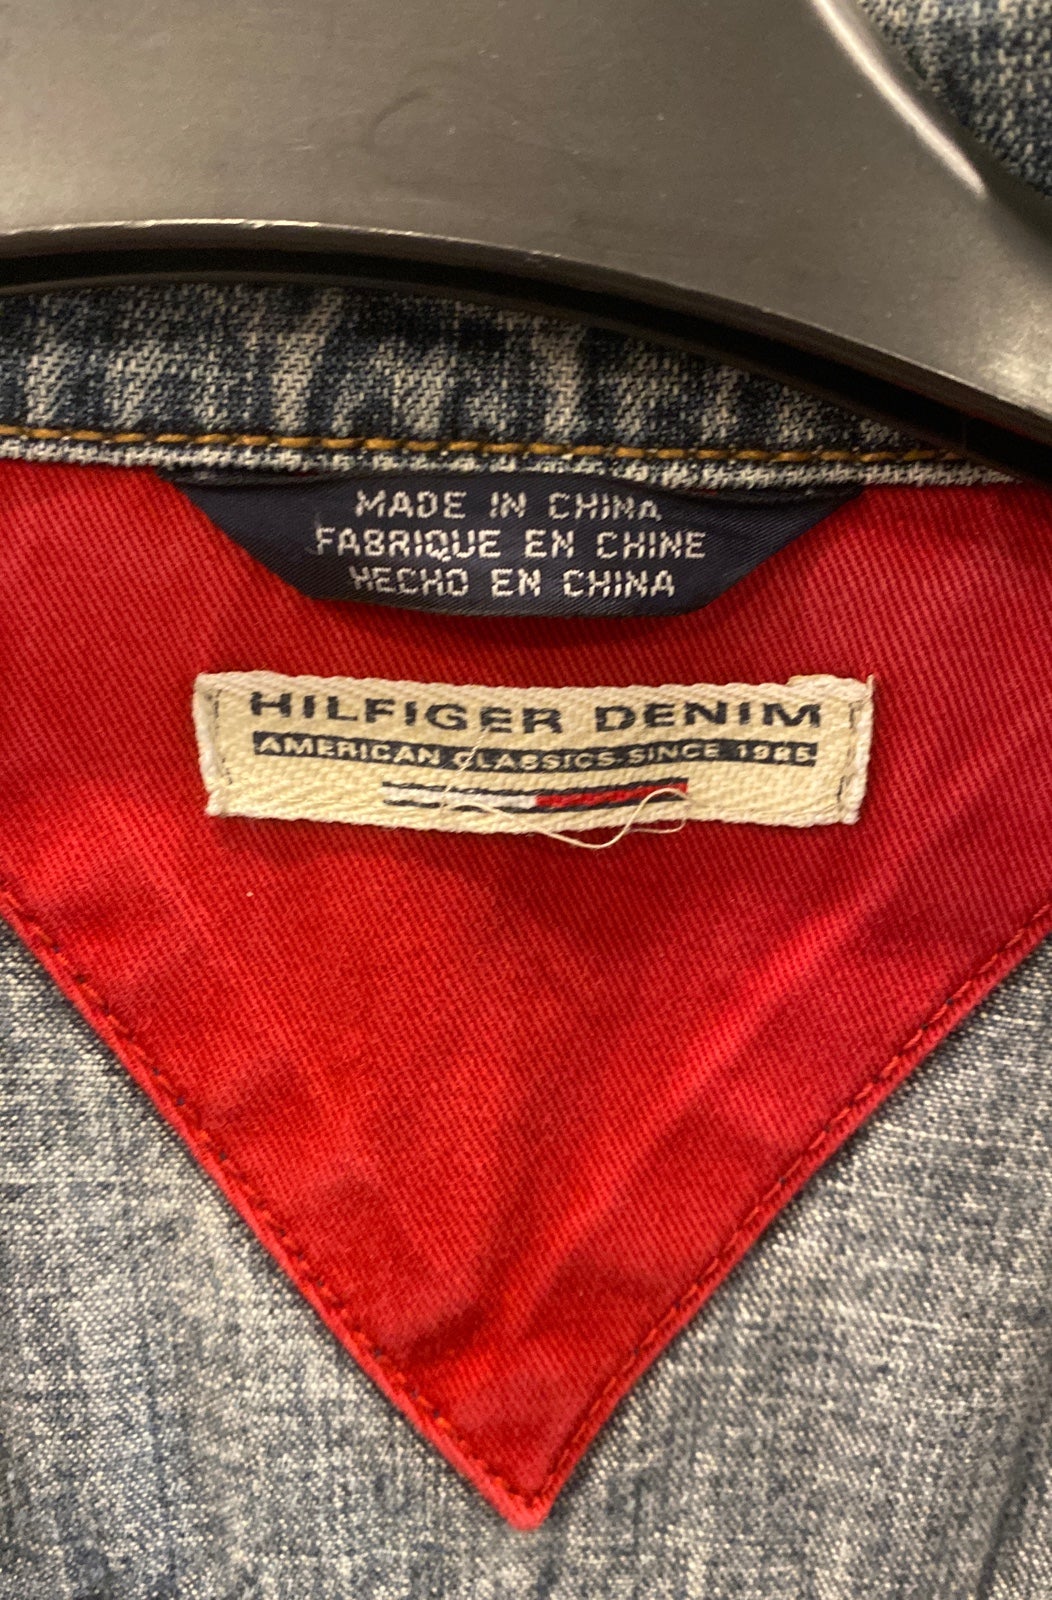 MADE IN CHINA
FABRIQUE EN CHINE
HECHO EN CHINA
HILFIGER DENIM
AMERICAN CLASSICS SINCE 1985